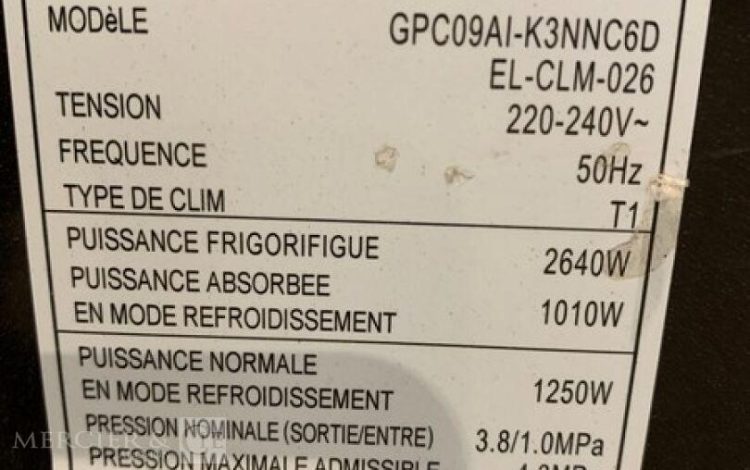 MODèLE GPC09AI-K3NNC6D
EL-CLM-026
TENSION 220-240V~
FREQUENCE 50Hz
TYPE DE CLIM T1
PUISSANCE FRIGORIFIGUE 2640W
PUISSANCE ABSORBEE
EN MODE REFROIDISSEMENT 1010W
PUISSANCE NORMALE
EN MODE REFROIDISSEMENT 1250W
PRESSION NOMINALE (SORTIE/ENTRE) 3.8/1.0MPa
PRESSION MAXIMALE ADMISSIBLE
MERCIER &